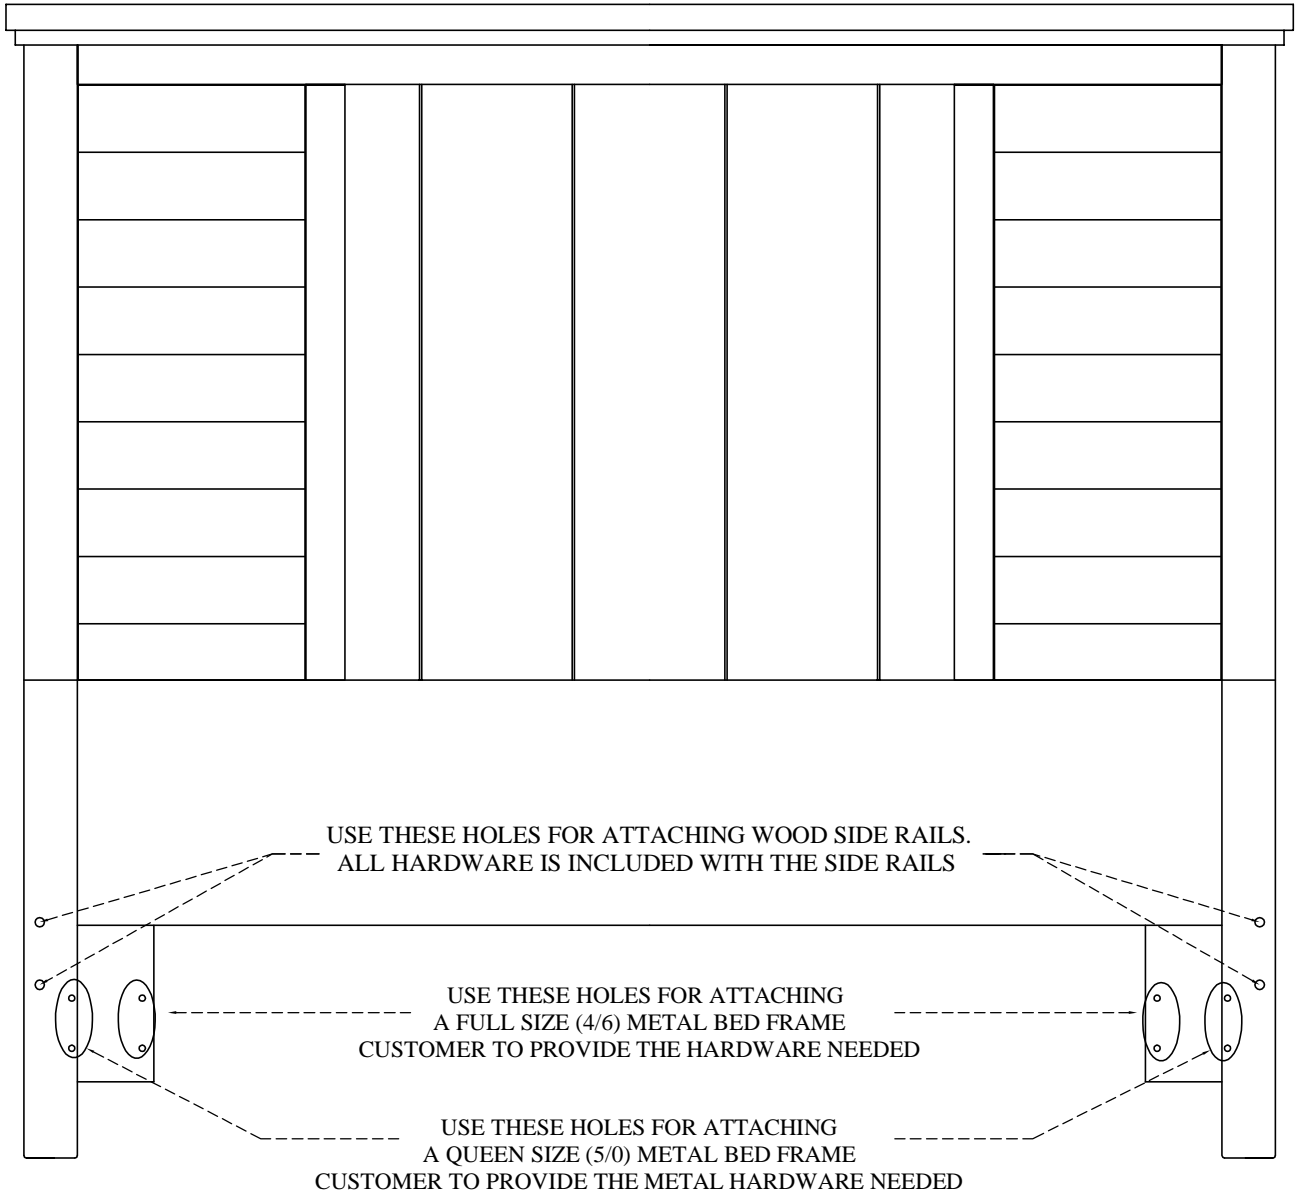 USE THESE HOLES FOR ATTACHING WOOD SIDE RAILS.
ALL HARDWARE IS INCLUDED WITH THE SIDE RAILS
USE THESE HOLES FOR ATTACHING
A FULL SIZE (4/6) METAL BED FRAME
CUSTOMER TO PROVIDE THE HARDWARE NEEDED
USE THESE HOLES FOR ATTACHING
A QUEEN SIZE (5/0) METAL BED FRAME
CUSTOMER TO PROVIDE THE METAL HARDWARE NEEDED